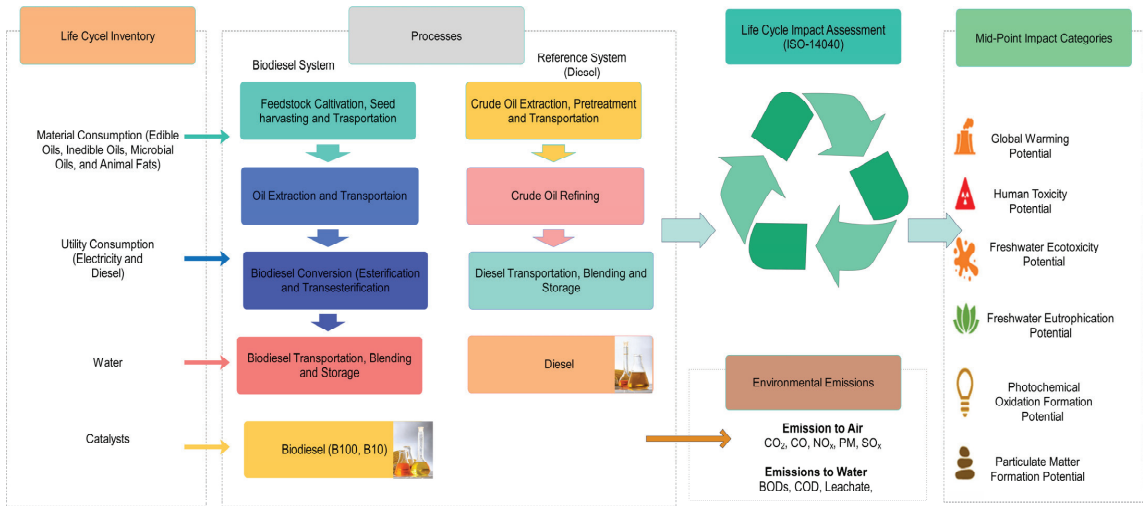 Life Cycel Inventory
Material Consumption (Edible
Oils, Inedible Oils, Microbial
Oils, and Animal Fats)
Utility Consumption
(Electricity and
Diesel)
Water
Catalysts
Processes
Biodiesel System
Feedstock Caltivation, Seed
harvesting and Trasportation
Oil Extraction and Transportaion
Biodiesel Conversion (Esterification
and Transesterification
Biodiesel Transportation, Blending
and Storage
Biodiesel (B100, B10)
Reference System
(Diesel)
Crude Oil Extraction, Pretreatment
and Transportation
Crude Oil Refining
Diesel Transportation, Blending and
Storage
Diesel
Life Cycle Impact Assessment
(ISO-14040)
Environmental Emissions
Emission to Air
CO₂, CO, NOₓ, PM, SOₓ
Emissions to Water
BODs, COD, Leachate,
Mid-Point Impact Categories
Global Warming
Potential
Human Toxicity
Potential
Freshwater Ecotoxicity
Potential
Freshwater Eutrophication
Potential
Photochemical
Oxidation Formation
Potential
Particulate Matter
Formation Potential